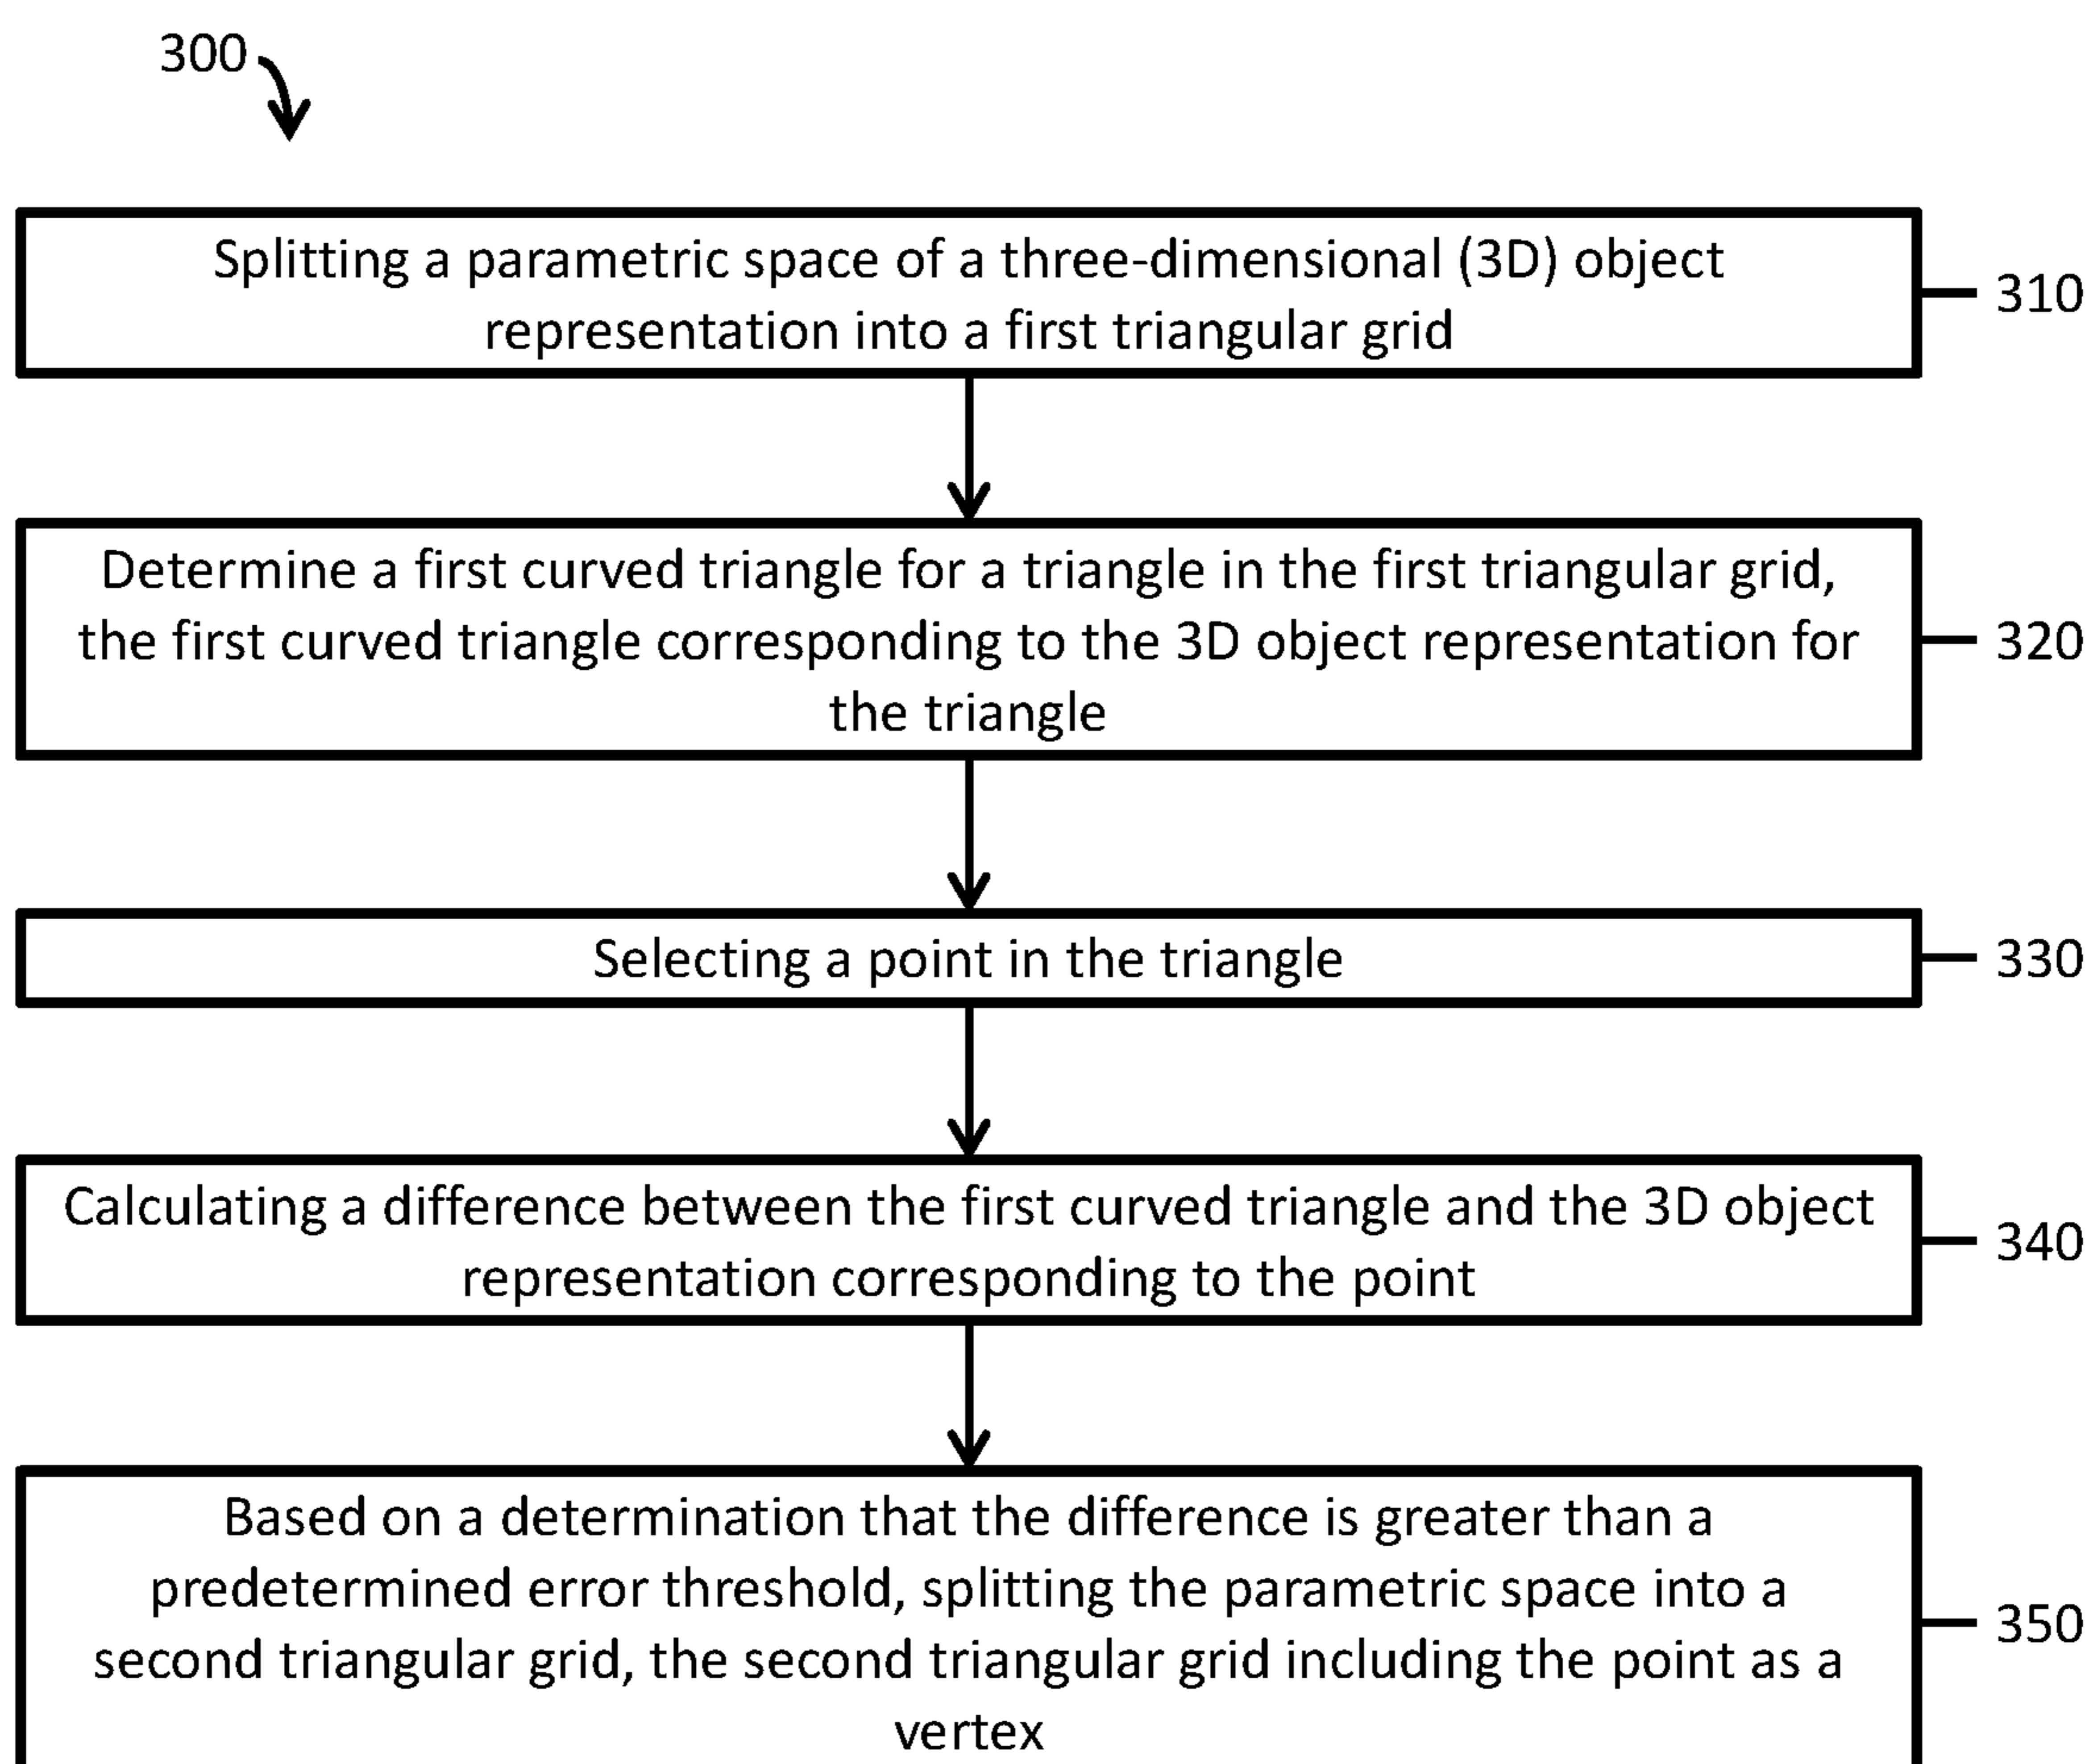 300
Splitting a parametric space of a three-dimensional (3D) object
representation into a first triangular grid
310
Determine a first curved triangle for a triangle in the first triangular grid,
the first curved triangle corresponding to the 3D object representation for
the triangle
320
Selecting a point in the triangle
330
Calculating a difference between the first curved triangle and the 3D object
representation corresponding to the point
340
Based on a determination that the difference is greater than a
predetermined error threshold, splitting the parametric space into a
second triangular grid, the second triangular grid including the point as a
vertex
350